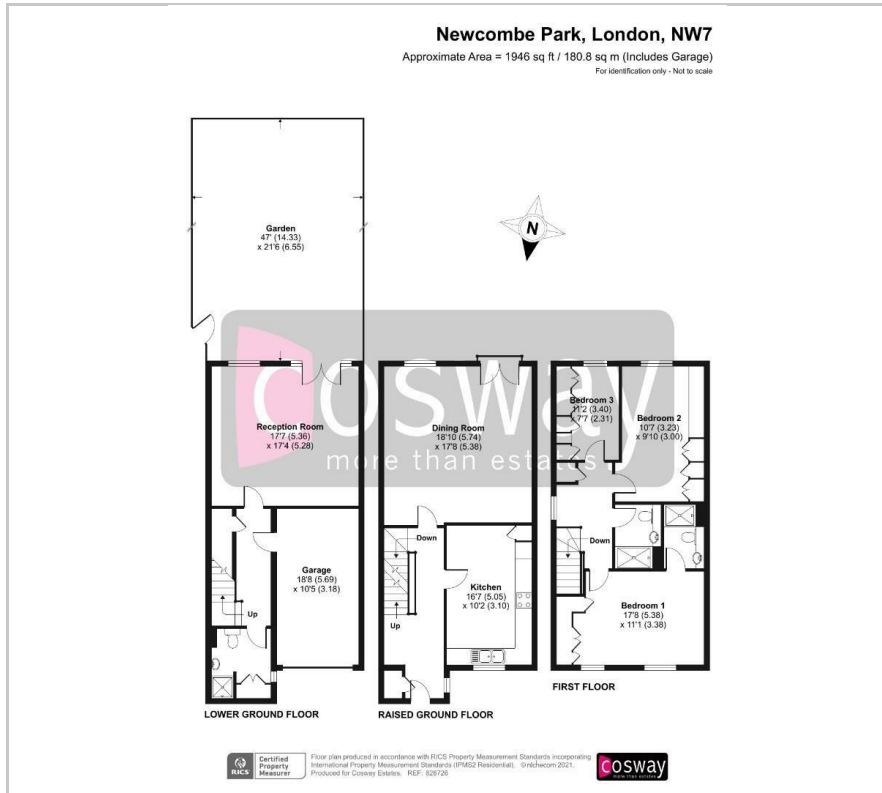 Newcombe Park, London, NW7
Approximate Area = 1946 sq ft / 180.8 sq m (Includes Garage)
For identification only - Not to scale
Garden
47' (14.33)
x 21'6 (6.55)
N
cosway
more than estates
Reception Room
17'7 (5.36)
x 17'4 (5.28)
Garage
18'8 (5.69)
x 10'5 (3.18)
Up
LOWER GROUND FLOOR
Dining Room
18'10 (5.74)
x 17'8 (5.38)
Down
Kitchen
16'7 (5.05)
x 10'2 (3.10)
Up
RAISED GROUND FLOOR
Bedroom 3
11'2 (3.40)
x 7'7 (2.31)
Bedroom 2
10'7 (3.23)
x 9'10 (3.00)
Down
Bedroom 1
17'8 (5.38)
x 11'1 (3.38)
FIRST FLOOR
RICS
Certified
Property
Measurer
Floor plan produced in accordance with RICS Property Measurement Standards incorporating
International Property Measurement Standards (IPMS2 Residential). © nichecom 2021.
Produced for Cosway Estates. REF: 828726
cosway
more than estates